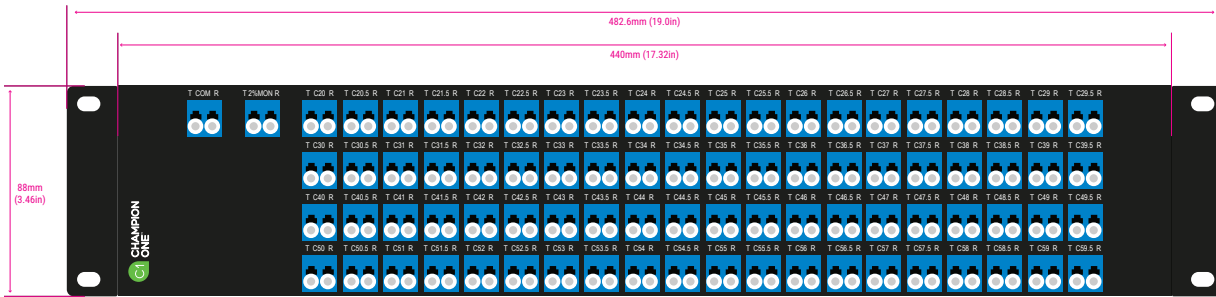 482.6mm (19.0in)
440mm (17.32in)
T COM R T 2%MON R T C20 R T C20.5 R T C21 R T C21.5 R T C22 R T C22.5 R T C23 R T C23.5 R T C24 R T C24.5 R T C25 R T C25.5 R T C26 R T C26.5 R T C27 R T C27.5 R T C28 R T C28.5 R T C29 R T C29.5 R
T C30 R T C30.5 R T C31 R T C31.5 R T C32 R T C32.5 R T C33 R T C33.5 R T C34 R T C34.5 R T C35 R T C35.5 R T C36 R T C36.5 R T C37 R T C37.5 R T C38 R T C38.5 R T C39 R T C39.5 R
88mm
(3.46in)
T C40 R T C40.5 R T C41 R T C41.5 R T C42 R T C42.5 R T C43 R T C43.5 R T C44 R T C44.5 R T C45 R T C45.5 R T C46 R T C46.5 R T C47 R T C47.5 R T C48 R T C48.5 R T C49 R T C49.5 R
T C50 R T C50.5 R T C51 R T C51.5 R T C52 R T C52.5 R T C53 R T C53.5 R T C54 R T C54.5 R T C55 R T C55.5 R T C56 R T C56.5 R T C57 R T C57.5 R T C58 R T C58.5 R T C59 R T C59.5 R
C1
CHAMPION
ONE